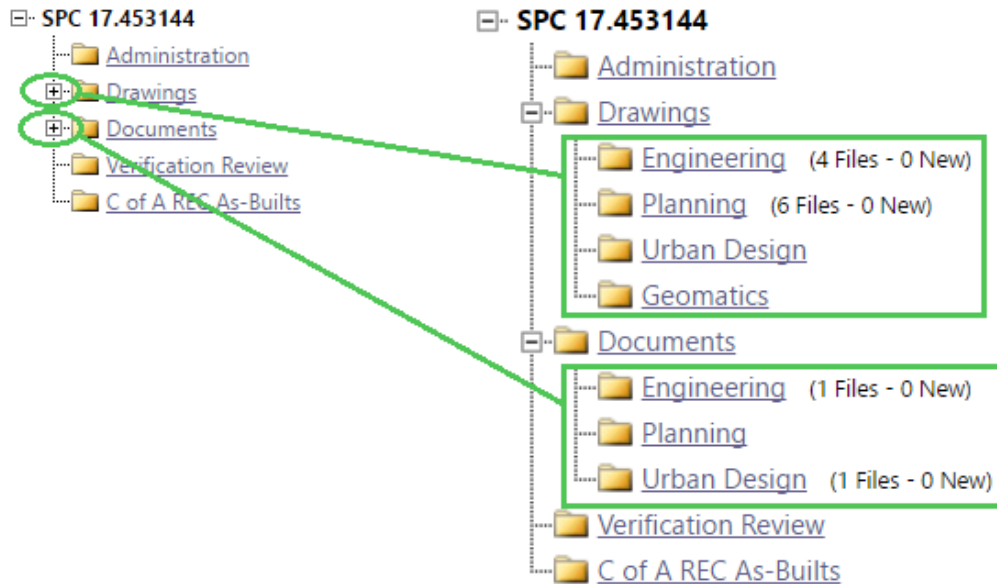 SPC 17.453144
Administration
Drawings
Documents
Verification Review
C of A REC As-Builts
SPC 17.453144
Administration
Drawings
Engineering (4 Files - 0 New)
Planning (6 Files - 0 New)
Urban Design
Geomatics
Documents
Engineering (1 Files - 0 New)
Planning
Urban Design (1 Files - 0 New)
Verification Review
C of A REC As-Builts